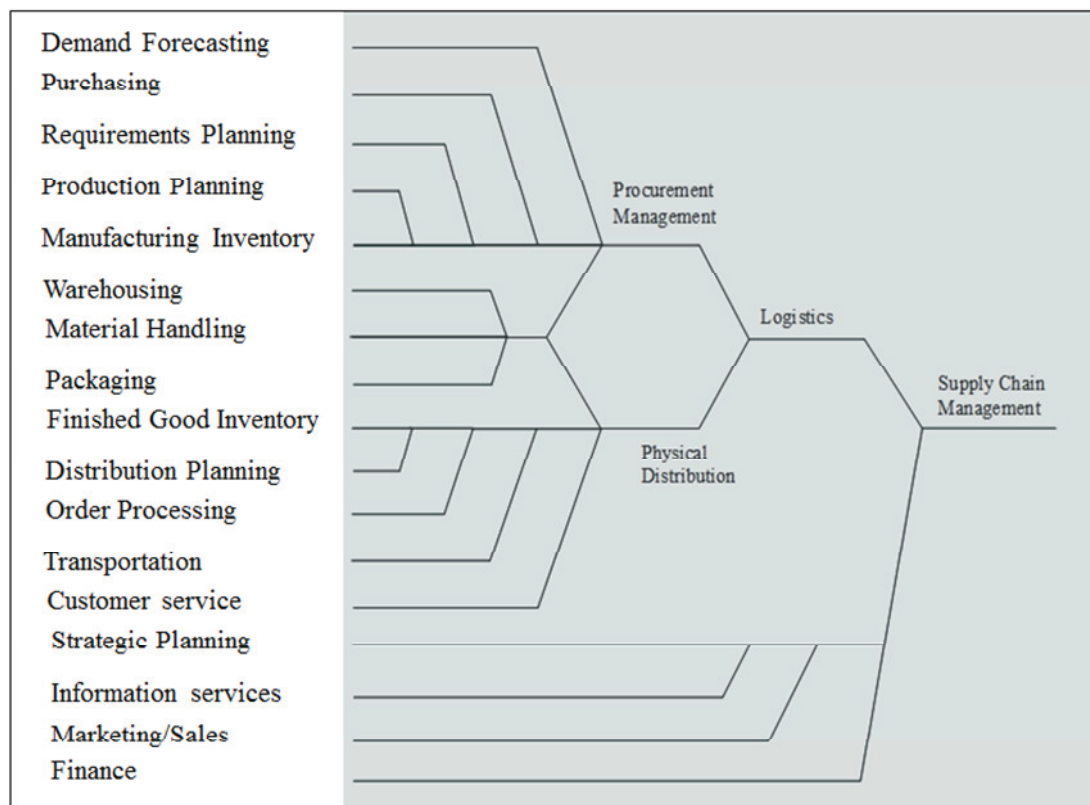 Demand Forecasting
Purchasing
Requirements Planning
Production Planning
Manufacturing Inventory
Warehousing
Material Handling
Packaging
Finished Good Inventory
Distribution Planning
Order Processing
Transportation
Customer service
Strategic Planning
Information services
Marketing/Sales
Finance
Procurement
Management
Logistics
Supply Chain
Management
Physical
Distribution